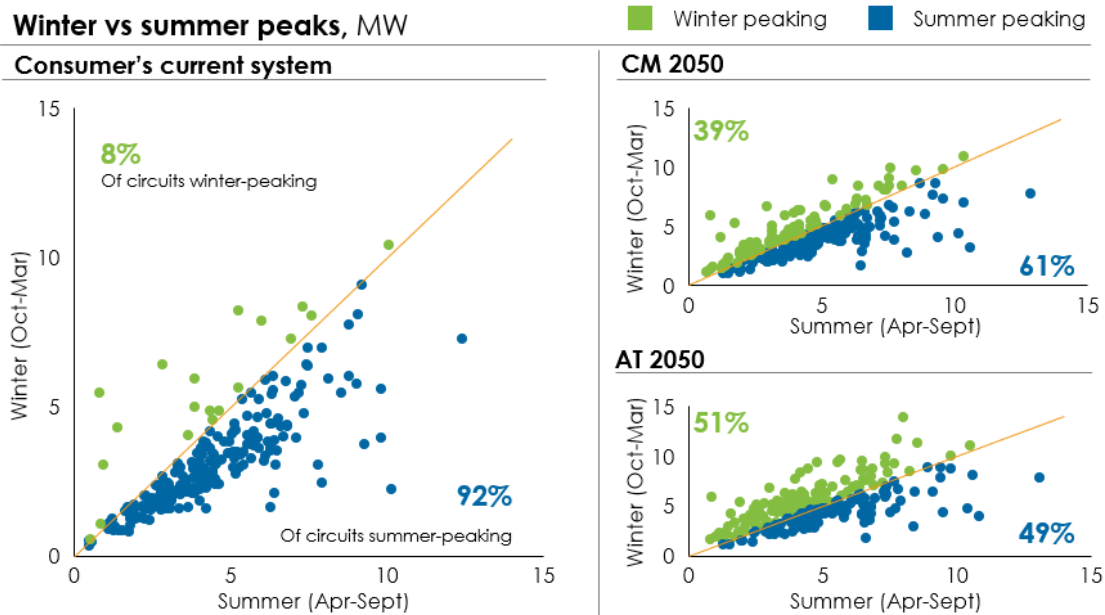 Winter vs summer peaks, MW
Winter peaking
Summer peaking
Consumer's current system
15
10
5
0
Winter (Oct-Mar)
8%
Of circuits winter-peaking
92%
Of circuits summer-peaking
0
5
10
15
Summer (Apr-Sept)
CM 2050
15
10
5
0
Winter (Oct-Mar)
39%
61%
0
5
10
15
Summer (Apr-Sept)
AT 2050
15
10
5
0
Winter (Oct-Mar)
51%
49%
0
5
10
15
Summer (Apr-Sept)